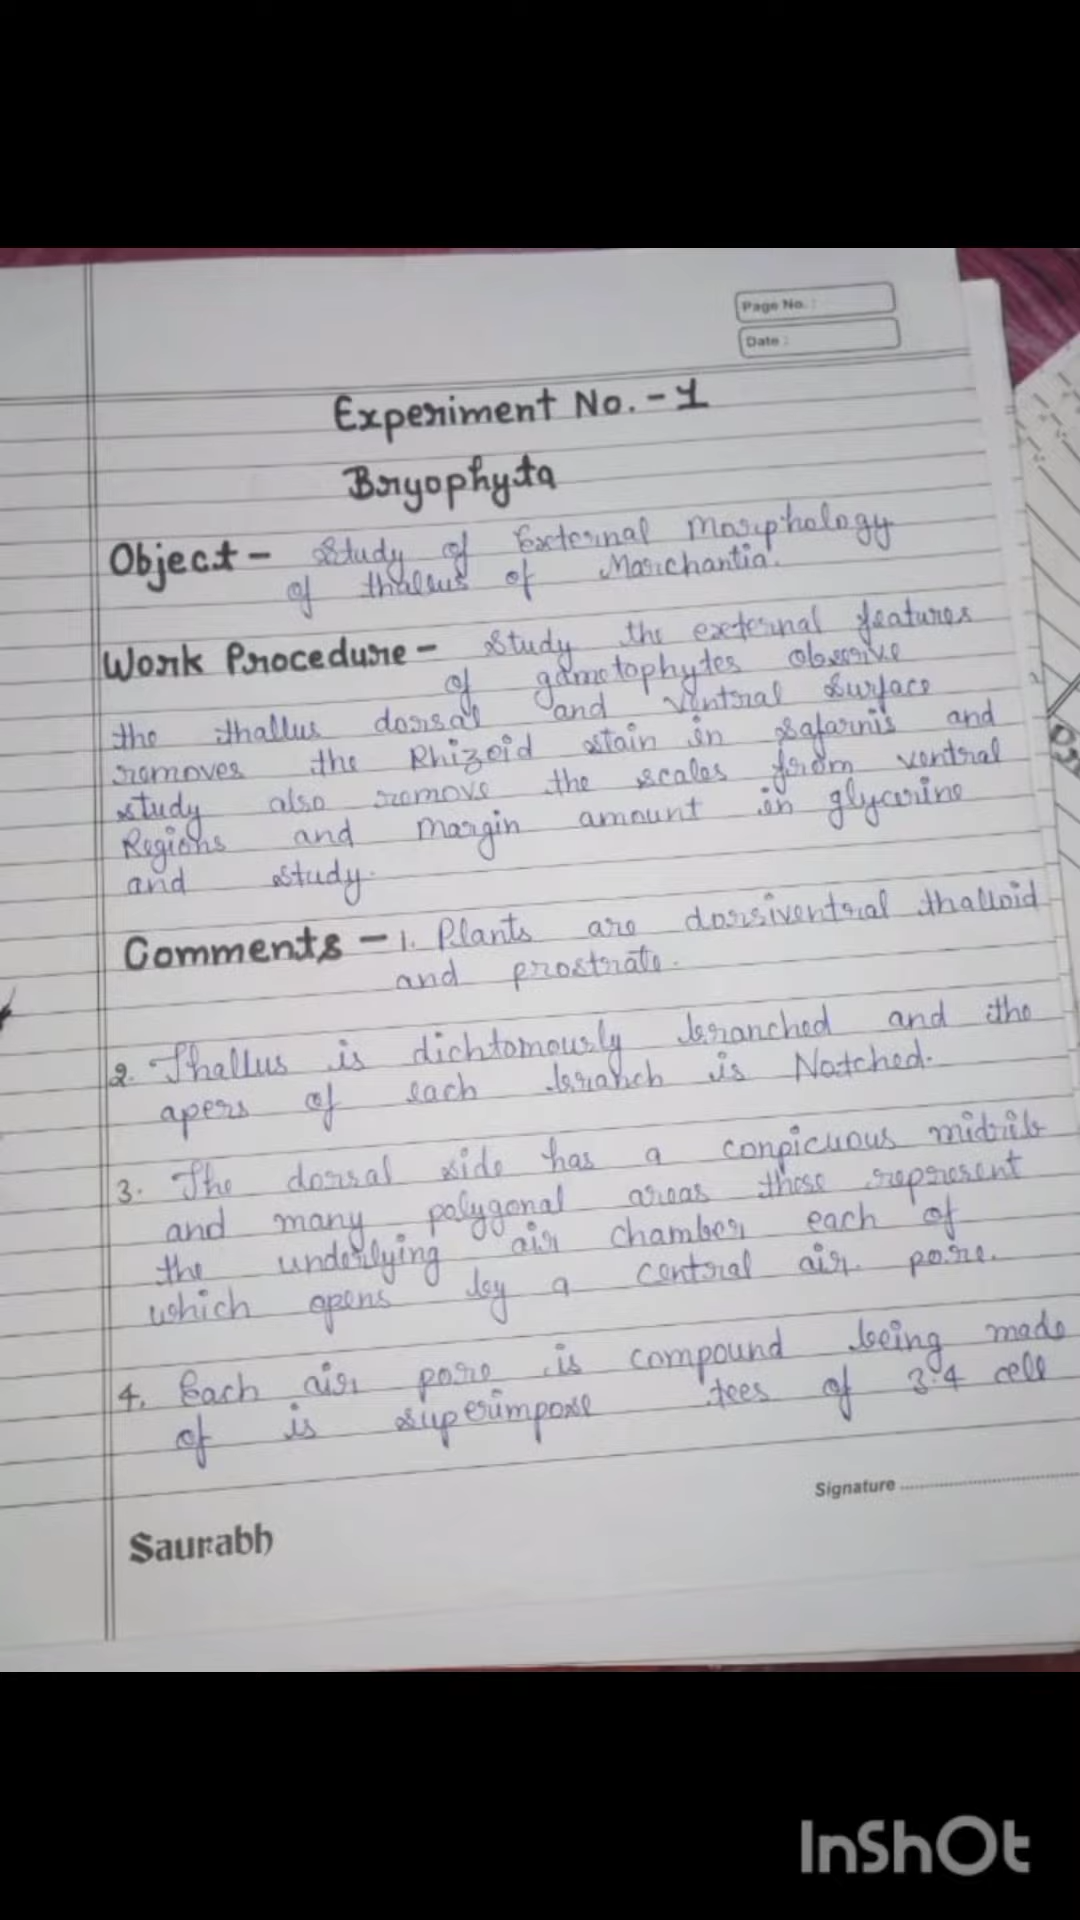 Page No. :
Date :
Experiment No. - 1
Bryophyta
Object - Study of External Morphology
of thallus of Marchantia.
Work Procedure - Study the external features
of gametophytes observe
the thallus dorsal and ventral surface
removes the Rhizoid stain in safarnis and
study also remove the scales from ventral
Regions and margin amount in glycerine
and study.
Comments - 1. Plants are dorsiventral thalloid
and prostrate.
2. Thallus is dichtomously branched and the
apers of each branch is Notched.
3. The dorsal side has a conpicuous midrib
and many polygonal areas these represent
the underlying air chamber each of
which opens by a central air pore.
4. Each air pore is compound being made
of is superimpose tees of 3.4 cell
Signature
Saurabh
InShOt